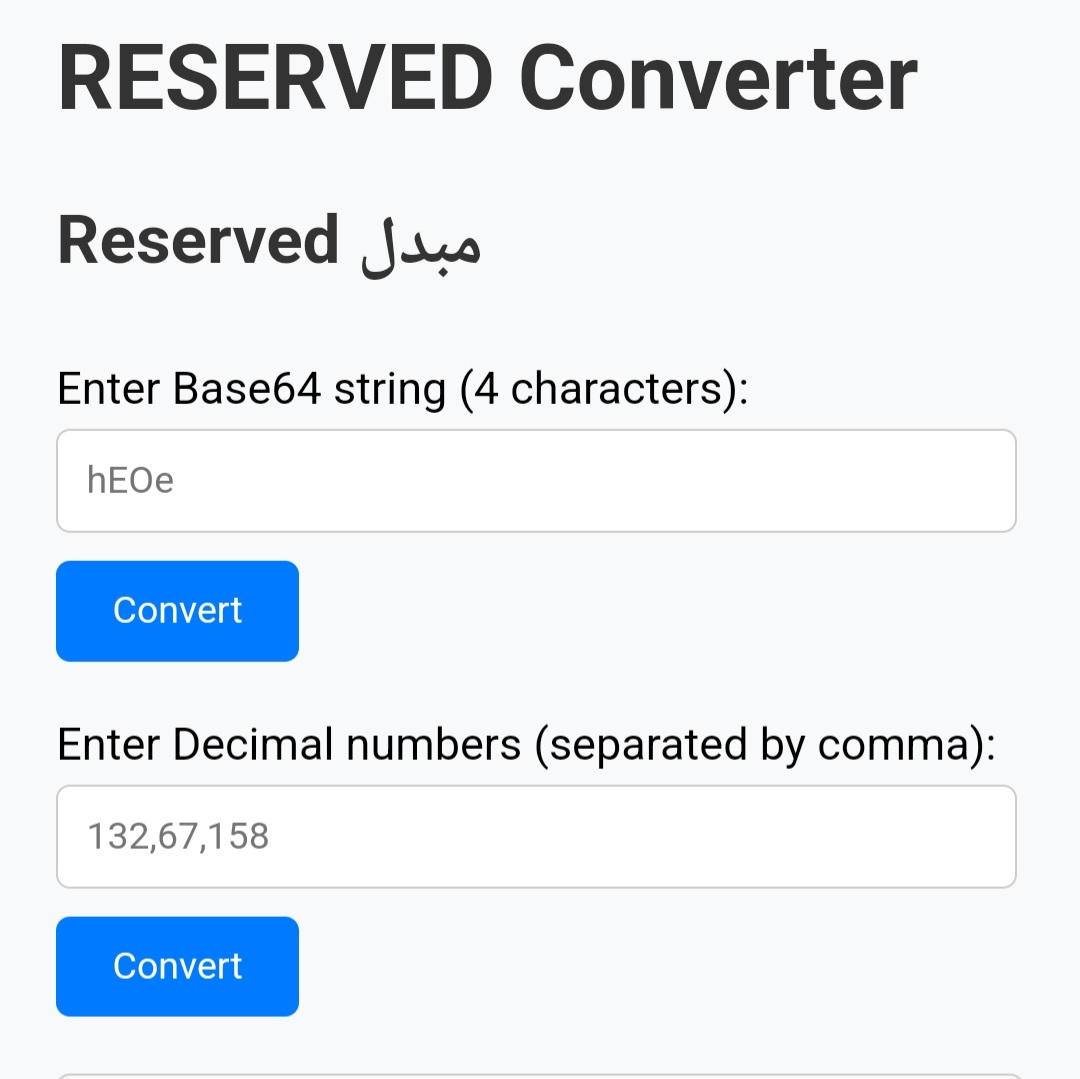 RESERVED Converter
Reserved مبدل
Enter Base64 string (4 characters):
hEOe
Convert
Enter Decimal numbers (separated by comma):
132,67,158
Convert